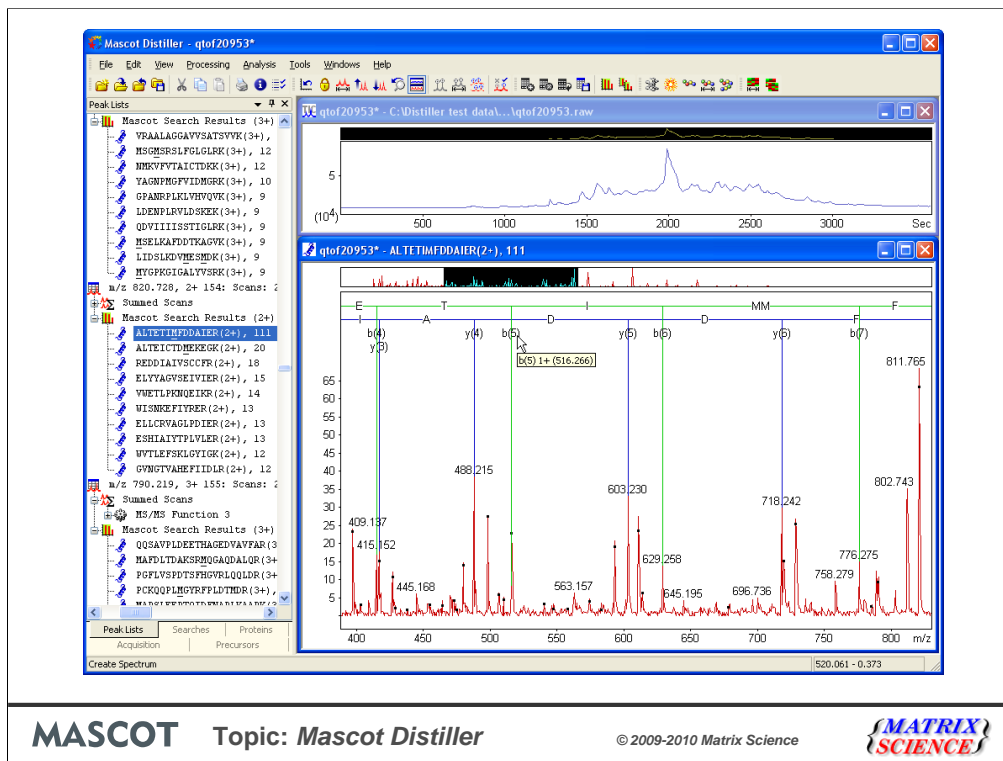 Mascot Distiller - qtof20953*
File Edit View Processing Analysis Tools Windows Help
Peak Lists
Mascot Search Results (3+)
VRAALAGGAVVSATSVVK(3+),
MSGMSRSLFGLGLRK(3+), 12
NMKVFVTAICTDKK(3+), 12
YAGNPMGFVIDMGRK(3+), 10
GPANRPLKLVHVQVK(3+), 9
LDENPLRVLDSKEK(3+), 9
QDVIIIISSTIGLRK(3+), 9
MSELKAFDDTKAGVK(3+), 9
LIDSLKDVMESMDK(3+), 9
MYGPKGIGALYVSRK(3+), 9
m/z 820.728, 2+ 154: Scans: 2
Summed Scans
Mascot Search Results (2+)
ALTETIMFDDAIER(2+), 111
ALTEICTDMEKEGK(2+), 20
REDDIAIVSCCFR(2+), 18
ELYYAGVSEIVIER(2+), 15
VWETLPKNQEIKR(2+), 14
WISNKEFIYRER(2+), 13
ELLCRVAGLPDIER(2+), 13
ESHIAIYTPLVLER(2+), 13
WVTLEFSKLGYIGK(2+), 12
GVNGTVAHEFIIDLR(2+), 12
m/z 790.219, 3+ 155: Scans: 2
Summed Scans
MS/MS Function 3
Mascot Search Results (3+)
QQSAVPLDEETHAGEDVAVFAR(3
MAFDLTDAKSRMQGAQDALQR(3+
PGFLVSPDTSFHGVRLQQLDR(3+
PCKQQPLMGYRFPLDTMDR(3+),
Peak Lists Searches Proteins
Acquisition Precursors
Create Spectrum
qtof20953* - C:\Distiller test data\...\qtof20953.raw
5
(10⁴)
500 1000 1500 2000 2500 3000 Sec
qtof20953* - ALTETIMFDDAIER(2+), 111
E T I MM F
I A D D F
b(4) y(4) b(5) y(5) b(6) y(6) b(7)
y(3)
b(5) 1+ (516.266)
811.765
65
60
55
50
45
40
35
30
25
20
15
10
5
488.215
603.230
802.743
718.242
409.137
415.152
629.258
776.275
445.168
563.157
645.195
696.736
758.279
400 450 500 550 600 650 700 750 800 m/z
520.061 - 0.373
MASCOT Topic: Mascot Distiller © 2009-2010 Matrix Science
{MATRIX
SCIENCE}